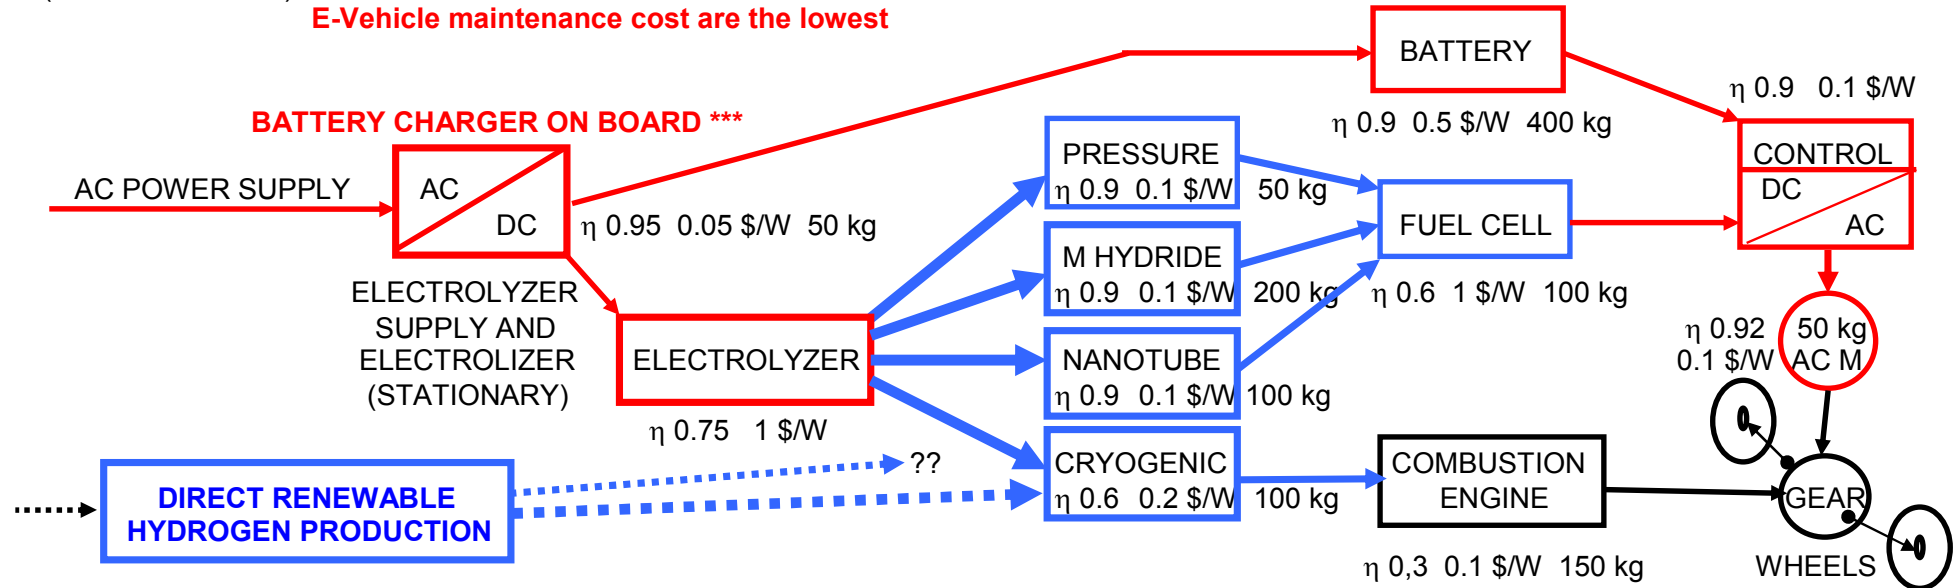 E-Vehicle maintenance cost are the lowest
BATTERY
η 0.9 0.1 $/W
BATTERY CHARGER ON BOARD ***
η 0.9 0.5 $/W 400 kg
CONTROL
DC
AC
AC POWER SUPPLY
AC
DC
η 0.95 0.05 $/W 50 kg
PRESSURE
η 0.9 0.1 $/W 50 kg
FUEL CELL
η 0.6 1 $/W 100 kg
M HYDRIDE
η 0.9 0.1 $/W 200 kg
ELECTROLYZER
SUPPLY AND
ELECTROLIZER
(STATIONARY)
ELECTROLYZER
η 0.75 1 $/W
NANOTUBE
η 0.9 0.1 $/W 100 kg
η 0.92
0.1 $/W
50 kg
AC M
??
CRYOGENIC
η 0.6 0.2 $/W 100 kg
COMBUSTION
ENGINE
η 0,3 0.1 $/W 150 kg
GEAR
WHEELS
DIRECT RENEWABLE
HYDROGEN PRODUCTION